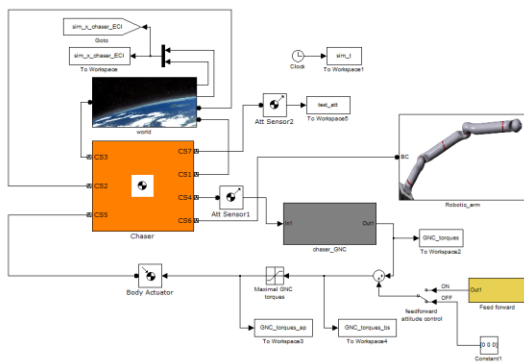 sim_x_chaser_ECI
Goto
sim_x_chaser_ECI
To Workspace
Clock
sim_t
To Workspace1
world
Att Sensor2
test_att
To Workspace5
CS3
CS7
CS1
CS2
CS4
CS5
CS6
Chaser
Att Sensor1
BC
Robotic_arm
In1
Out1
chaser_GNC
GNC_torques
To Workspace2
Body Actuator
Maximal GNC
torques
ON
OFF
feedforward
attitude control
Out1
Feed forward
GNC_torques_ap
To Workspace3
GNC_torques_bs
To Workspace4
[0 0 0]
Constant1